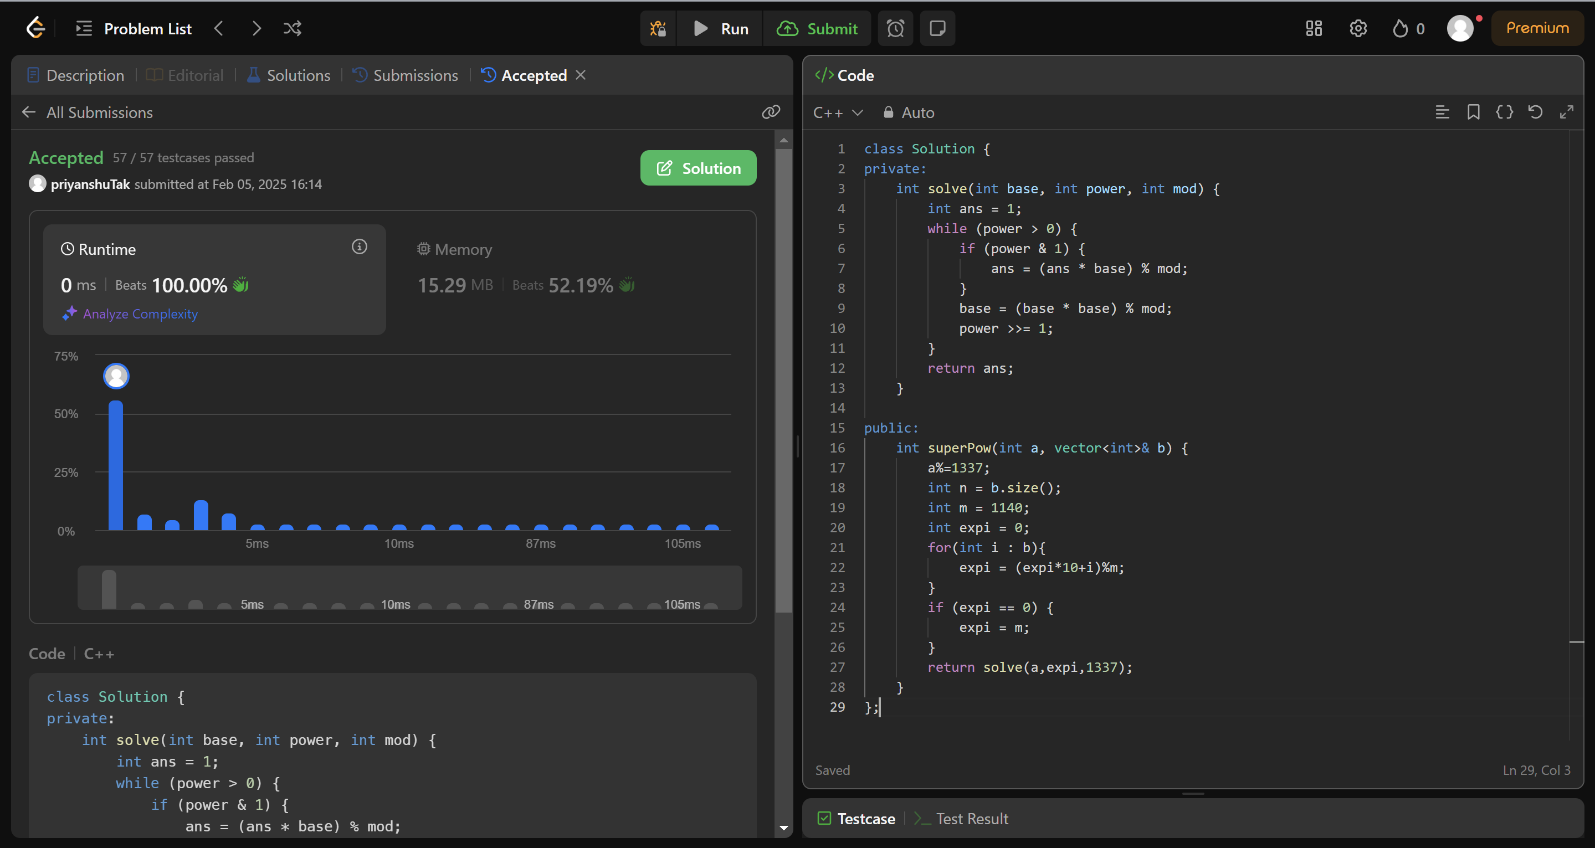 Problem List
Run
Submit
0
Premium
Description
Editorial
Solutions
Submissions
Accepted
All Submissions
Accepted 57 / 57 testcases passed
priyanshuTak submitted at Feb 05, 2025 16:14
Solution
Runtime
0 ms | Beats 100.00%
Analyze Complexity
Memory
15.29 MB | Beats 52.19%
75%
50%
25%
0%
5ms 10ms 87ms 105ms
5ms 10ms 87ms 105ms
Code | C++
class Solution {
private:
    int solve(int base, int power, int mod) {
        int ans = 1;
        while (power > 0) {
            if (power & 1) {
                ans = (ans * base) % mod;
Code
C++ Auto
1 class Solution {
2 private:
3     int solve(int base, int power, int mod) {
4         int ans = 1;
5         while (power > 0) {
6             if (power & 1) {
7                 ans = (ans * base) % mod;
8             }
9             base = (base * base) % mod;
10             power >>= 1;
11         }
12         return ans;
13     }
14
15 public:
16     int superPow(int a, vector<int>& b) {
17         a%=1337;
18         int n = b.size();
19         int m = 1140;
20         int expi = 0;
21         for(int i : b){
22             expi = (expi*10+i)%m;
23         }
24         if (expi == 0) {
25             expi = m;
26         }
27         return solve(a,expi,1337);
28     }
29 };
Saved
Ln 29, Col 3
Testcase
Test Result